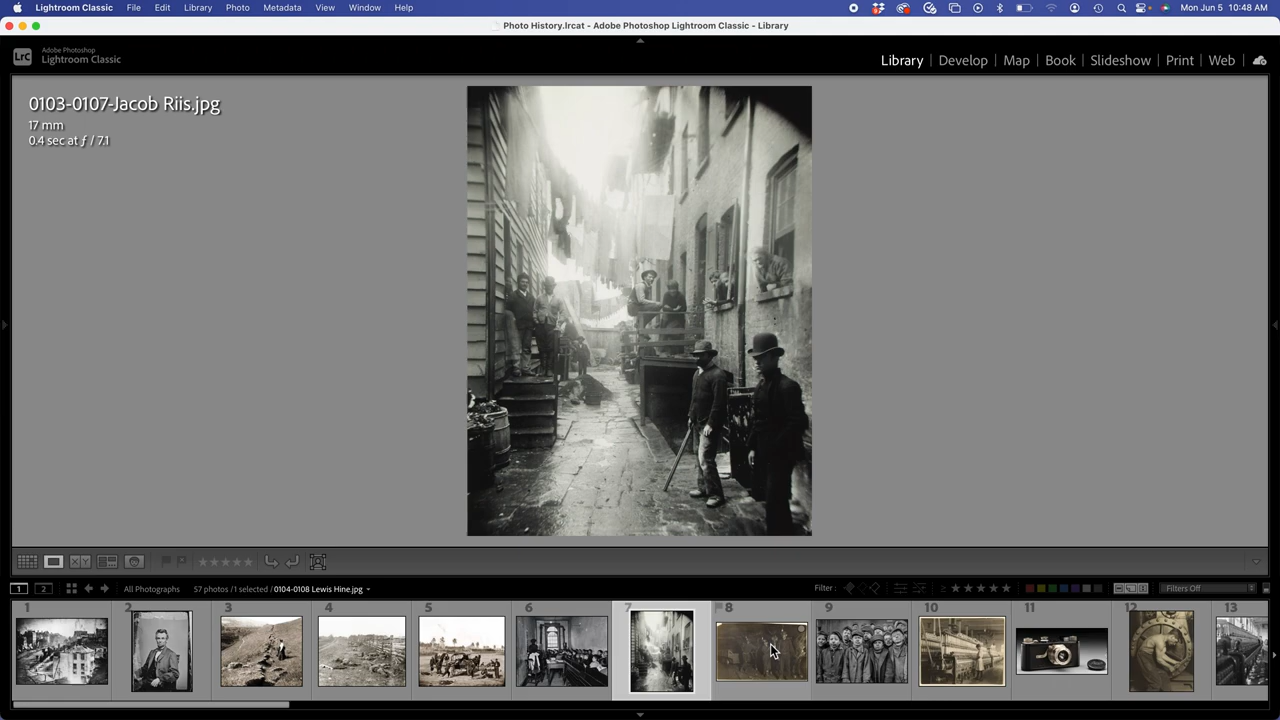 Lightroom Classic File Edit Library Photo Metadata View Window Help Mon Jun 5 10:48 AM
Photo History.lrcat - Adobe Photoshop Lightroom Classic - Library
LrC Adobe Photoshop
Lightroom Classic
Library | Develop | Map | Book | Slideshow | Print | Web
0103-0107-Jacob Riis.jpg
17 mm
0.4 sec at ƒ / 7.1
XY
1 2 All Photographs 57 photos / 1 selected / 0104-0108 Lewis Hine.jpg Filter : Filters Off
1 2 3 4 5 6 7 8 9 10 11 12 13